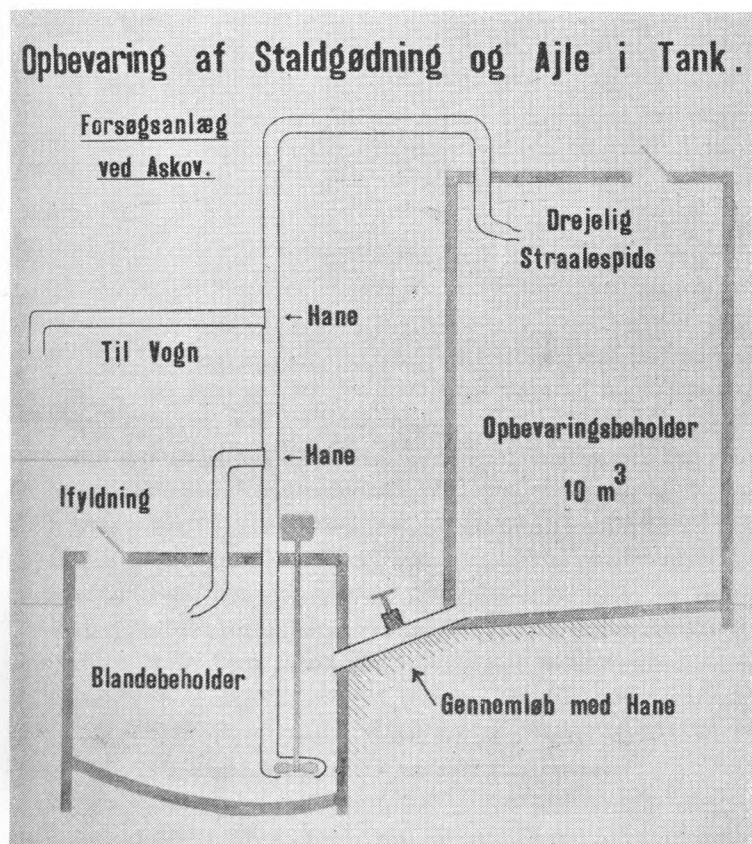 Opbevaring af Staldgødning og Ajle i Tank.
Forsøgsanlæg
ved Askov.
Drejelig
Straalespids
←Hane
Til Vogn
Opbevaringsbeholder
10 m³
←Hane
Ifyldning
Blandebeholder
Gennemløb med Hane